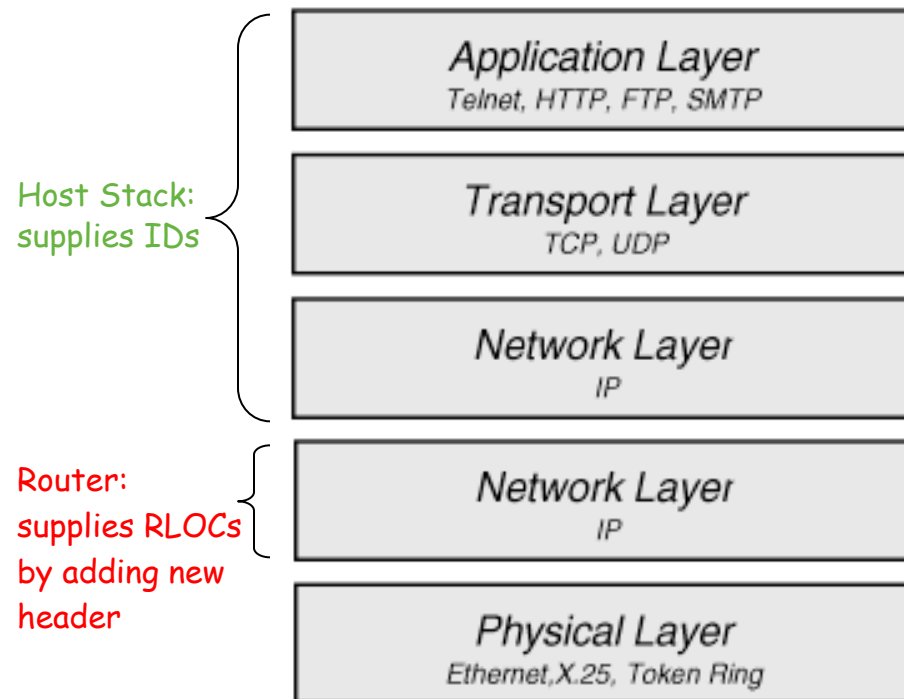 Application Layer
Telnet, HTTP, FTP, SMTP
Host Stack:
supplies IDs
Transport Layer
TCP, UDP
Network Layer
IP
Router:
supplies RLOCs
by adding new
header
Network Layer
IP
Physical Layer
Ethernet,X.25, Token Ring